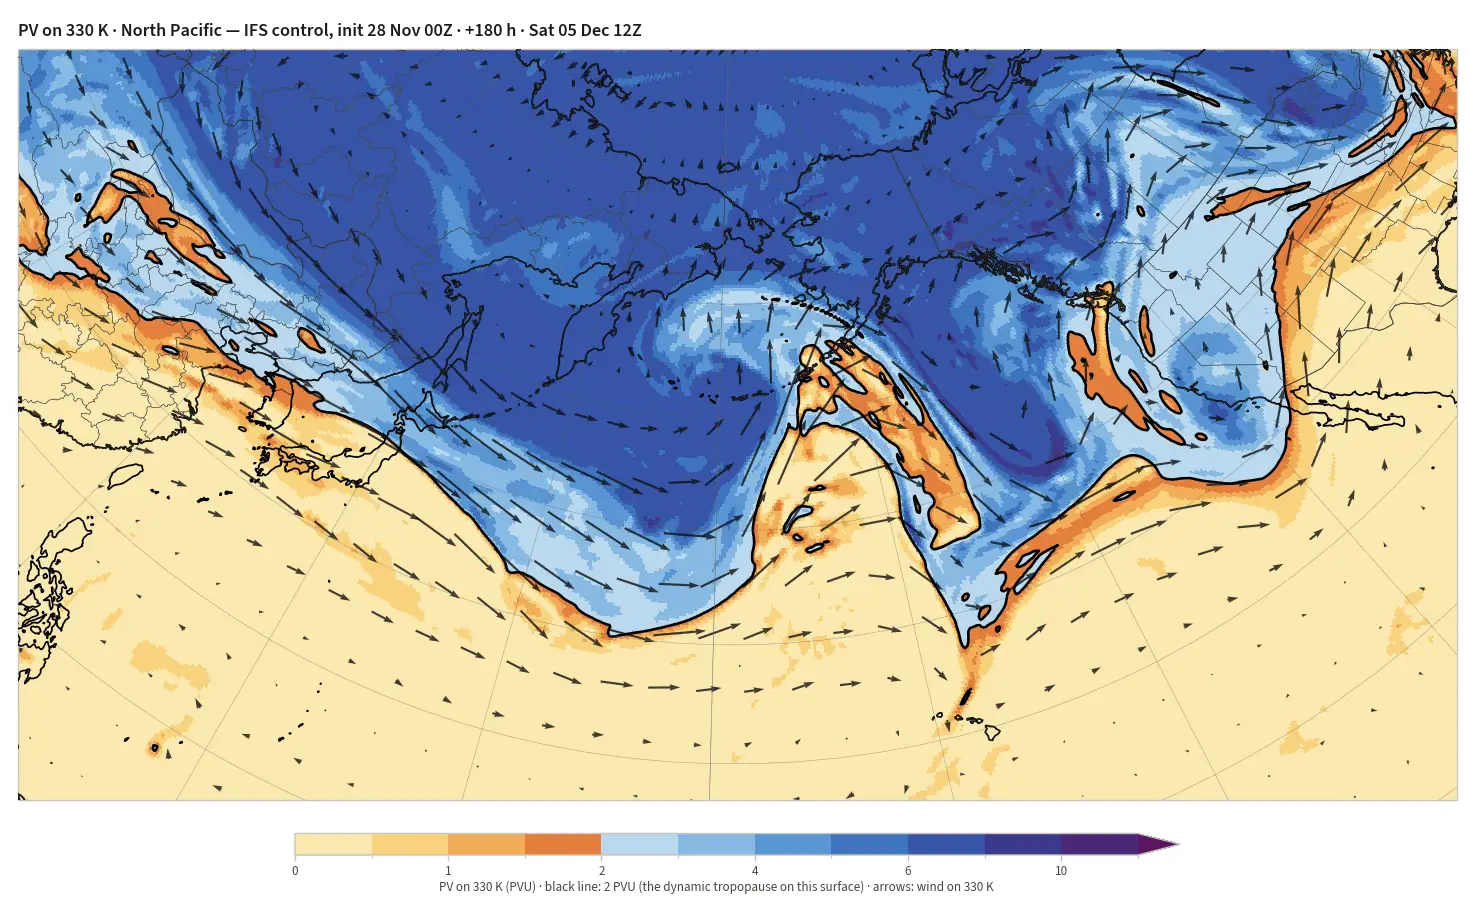 PV on 330 K · North Pacific — IFS control, init 28 Nov 00Z · +180 h · Sat 05 Dec 12Z
0 1 2 4 6 10
PV on 330 K (PVU) · black line: 2 PVU (the dynamic tropopause on this surface) · arrows: wind on 330 K